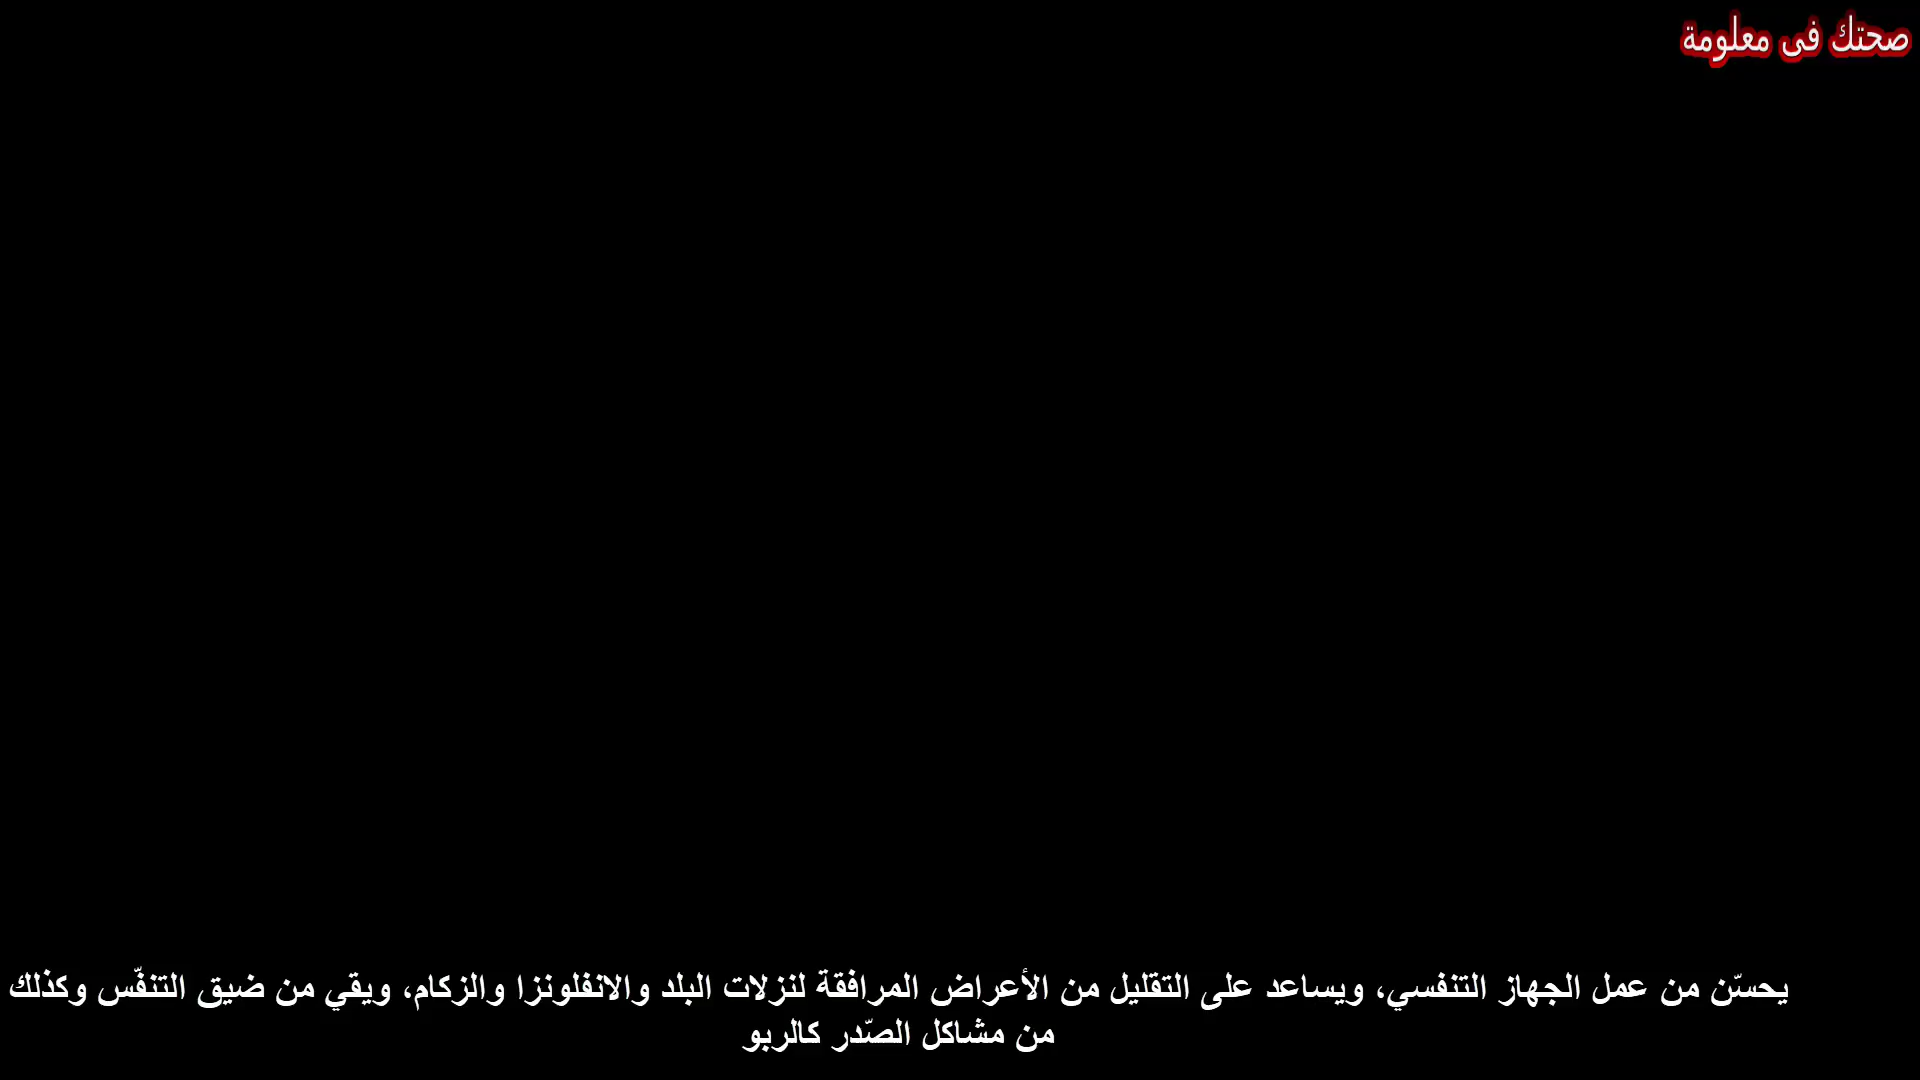 صحتك فى معلومة
يحسّن من عمل الجهاز التنفسي، ويساعد على التقليل من الأعراض المرافقة لنزلات البلد والانفلونزا والزكام، ويقي من ضيق التنفّس وكذلك
من مشاكل الصّدر كالربو